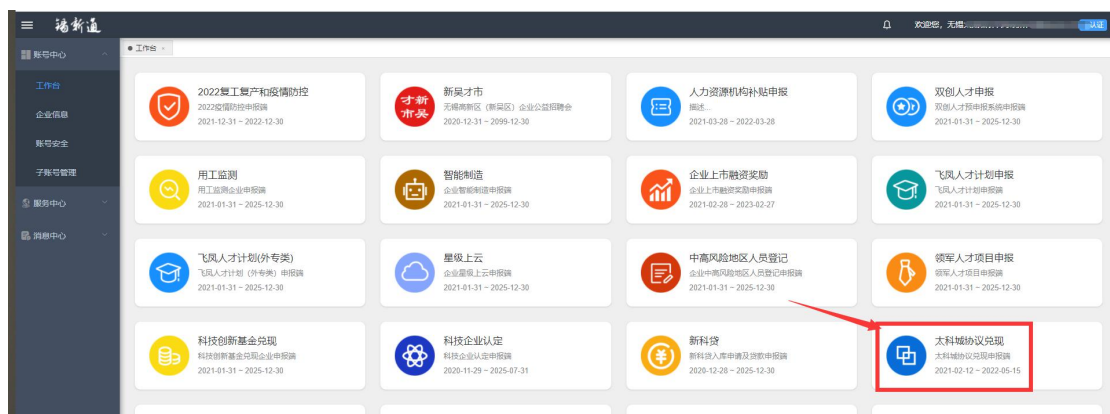 锡新通
欢迎您，无锡
认证
账号中心
工作台
企业信息
账号安全
子账号管理
服务中心
消息中心
工作台
2022复工复产和疫情防控
2022疫情防控申报端
2021-12-31 ~ 2022-12-30
才新
市吴
新吴才市
无锡高新区（新吴区）企业公益招聘会
2020-12-31 ~ 2099-12-30
人力资源机构补贴申报
描述...
2021-03-28 ~ 2022-03-28
双创人才申报
双创人才预申报系统申报端
2021-01-31 ~ 2025-12-30
用工监测
用工监测企业申报端
2021-01-31 ~ 2025-12-30
智能制造
企业智能制造申报端
2021-01-31 ~ 2025-12-30
企业上市融资奖励
企业上市融资奖励申报端
2021-02-28 ~ 2023-02-27
飞凤人才计划申报
飞凤人才计划申报端
2021-01-31 ~ 2025-12-30
飞凤人才计划(外专类)
飞凤人才计划（外专类）申报端
2021-01-31 ~ 2025-12-30
星级上云
企业星级上云申报端
2021-01-31 ~ 2025-12-30
中高风险地区人员登记
企业中高风险地区人员登记申报端
2021-01-31 ~ 2025-12-30
领军人才项目申报
领军人才项目申报端
2021-01-31 ~ 2025-12-30
科技创新基金兑现
科技创新基金兑现企业申报端
2021-01-31 ~ 2025-12-30
科技企业认定
科技企业认定申报端
2020-11-29 ~ 2025-07-31
新科贷
新科贷入库申请及贷款申报端
2020-12-28 ~ 2025-12-30
太科城协议兑现
太科城协议兑现申报端
2021-02-12 ~ 2022-05-15